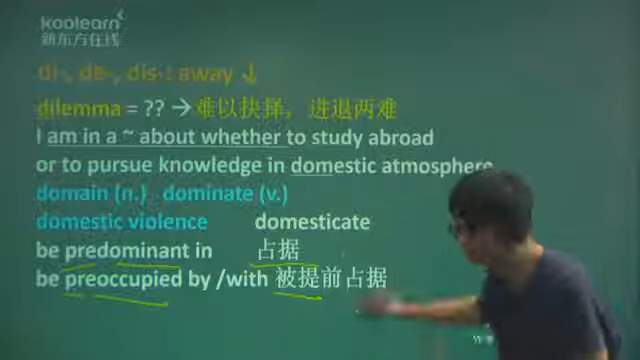 koolearn
新东方在线
di-, de-, dis-: away ↓
dilemma = ?? → 难以抉择，进退两难
I am in a ~ about whether to study abroad
or to pursue knowledge in domestic atmosphere
domain (n.) dominate (v.)
domestic violence domesticate
be predominant in 占据
be preoccupied by /with 被提前占据